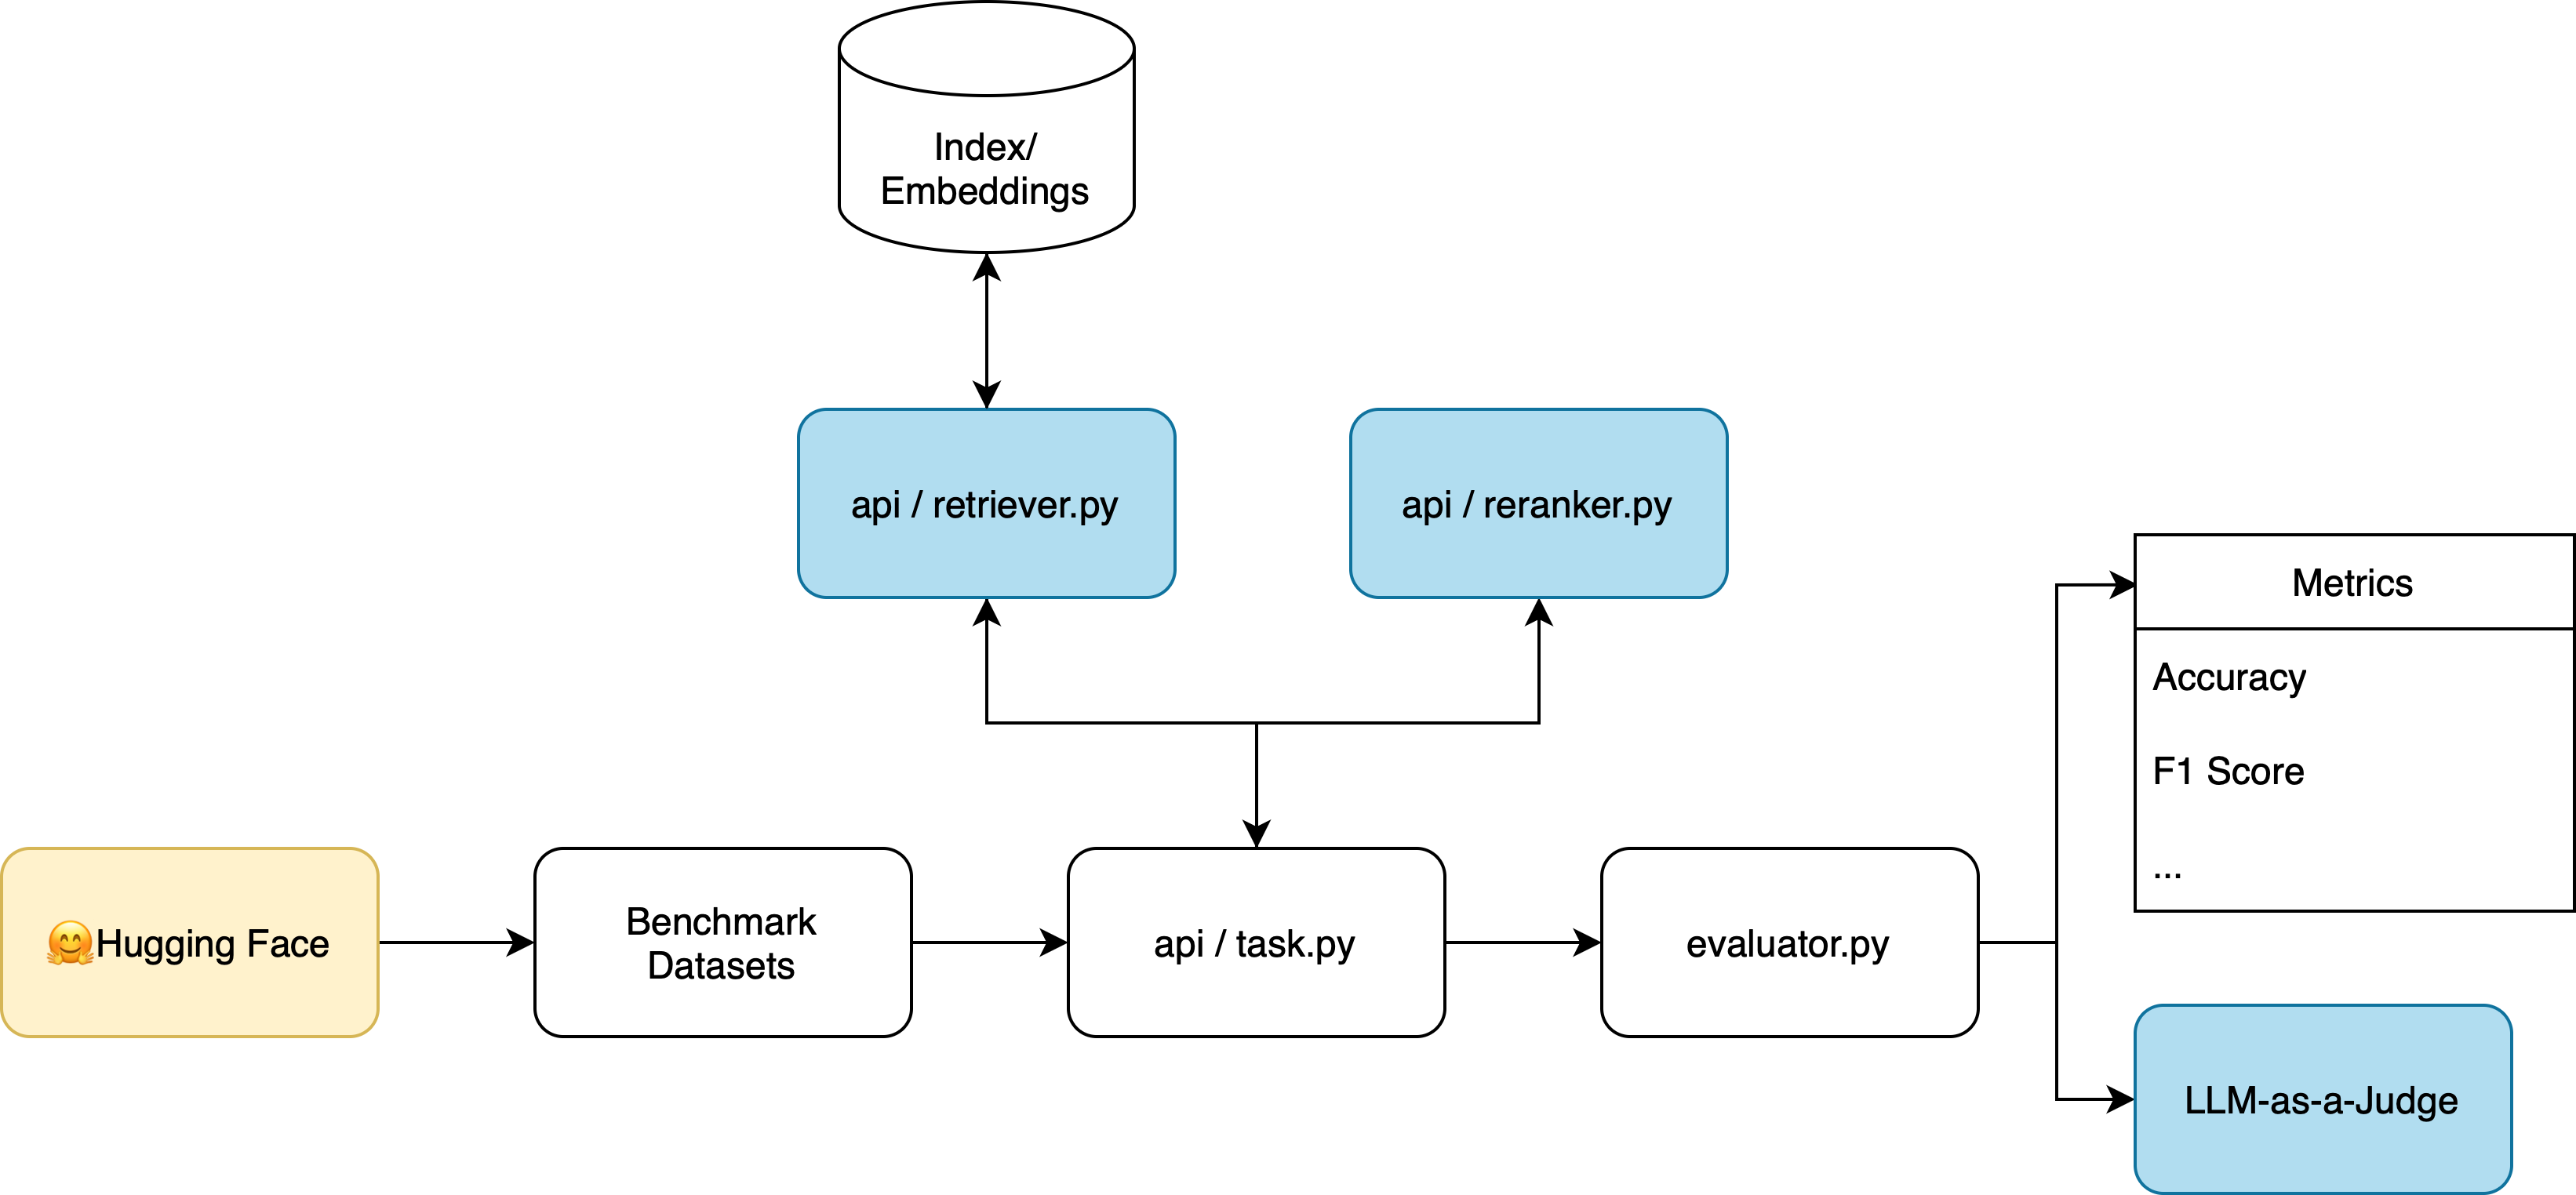 Index/
Embeddings
api / retriever.py
api / reranker.py
Metrics
Accuracy
F1 Score
...
🤗Hugging Face
Benchmark
Datasets
api / task.py
evaluator.py
LLM-as-a-Judge